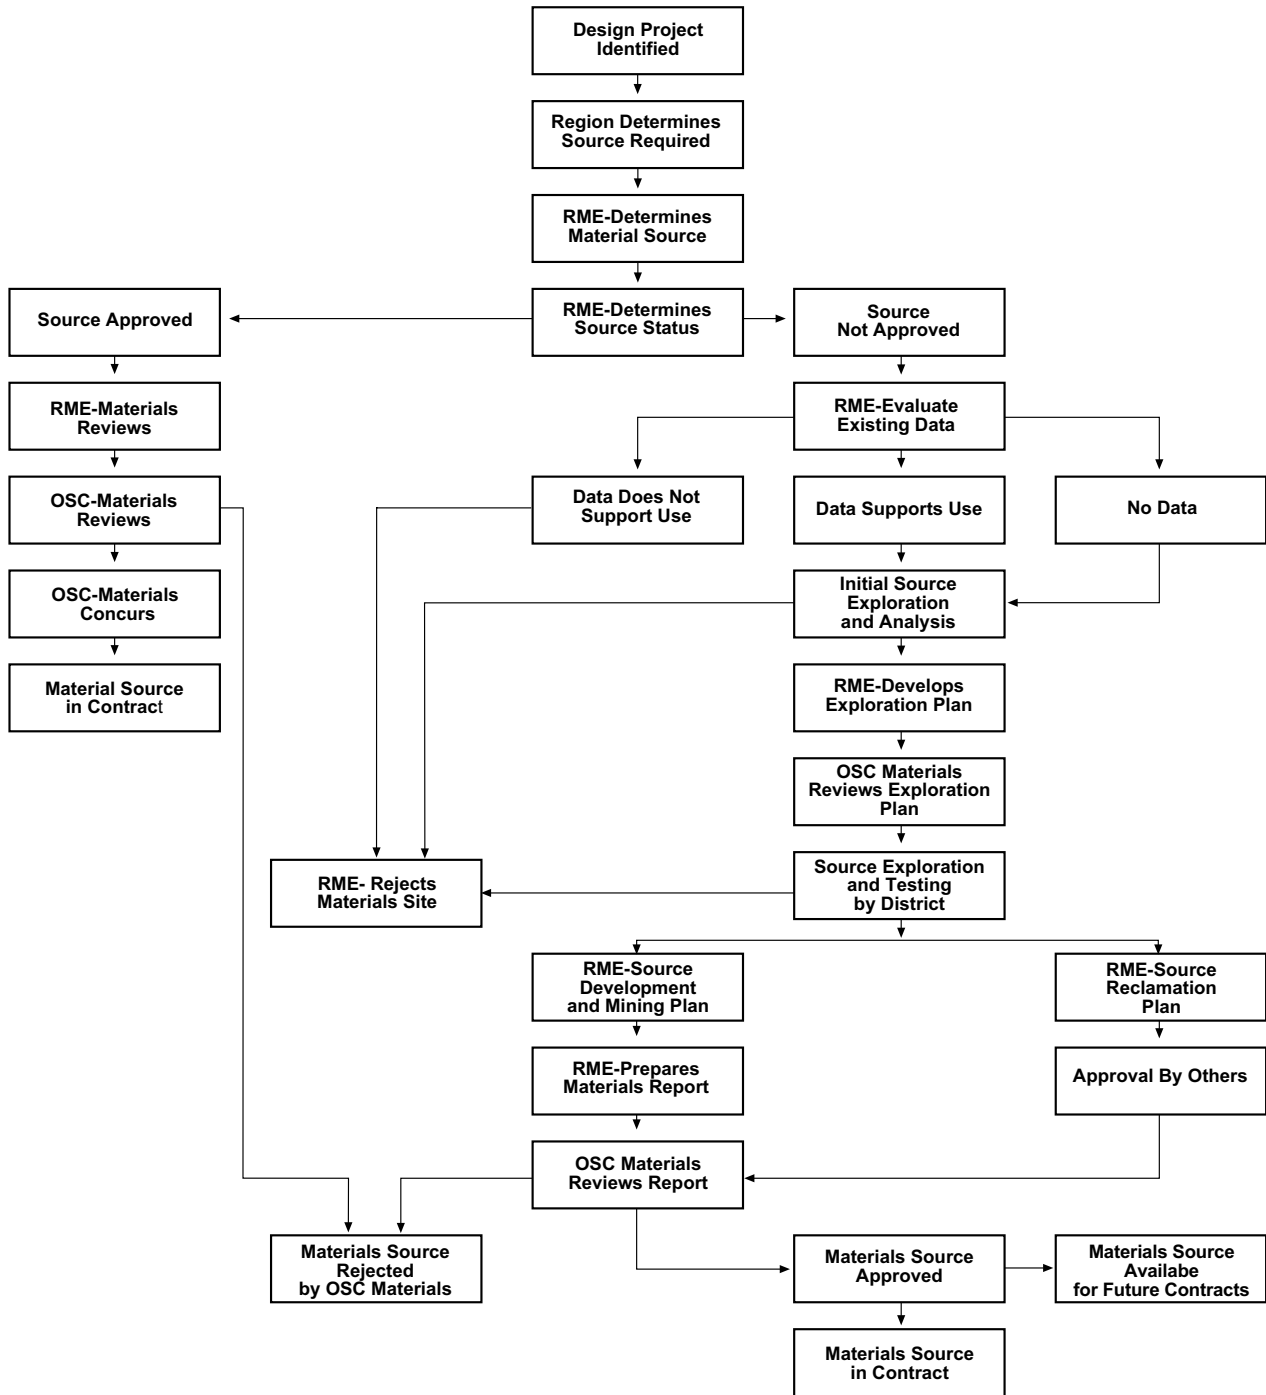 Design Project
Identified
Region Determines
Source Required
RME-Determines
Material Source
RME-Determines
Source Status
Source Approved
Source
Not Approved
RME-Materials
Reviews
RME-Evaluate
Existing Data
OSC-Materials
Reviews
Data Does Not
Support Use
Data Supports Use
No Data
OSC-Materials
Concurs
Initial Source
Exploration
and Analysis
Material Source
in Contract
RME-Develops
Exploration Plan
OSC Materials
Reviews Exploration
Plan
RME- Rejects
Materials Site
Source Exploration
and Testing
by District
RME-Source
Development
and Mining Plan
RME-Source
Reclamation
Plan
RME-Prepares
Materials Report
Approval By Others
OSC Materials
Reviews Report
Materials Source
Rejected
by OSC Materials
Materials Source
Approved
Materials Source
Availabe
for Future Contracts
Materials Source
in Contract